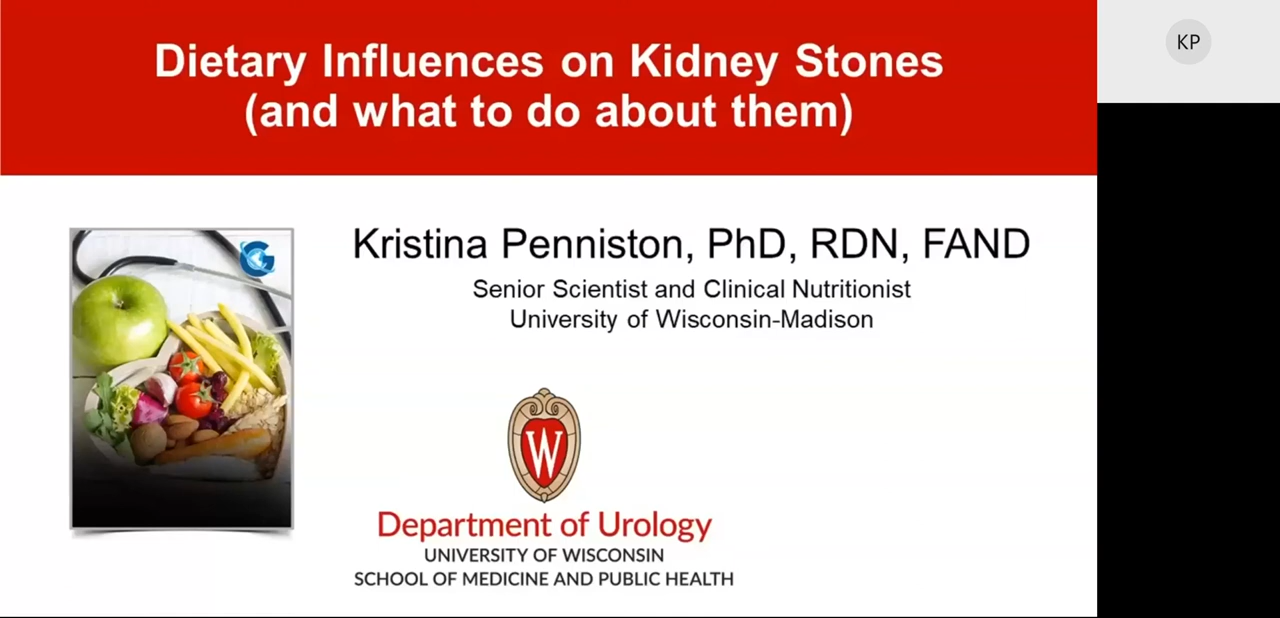 Dietary Influences on Kidney Stones
(and what to do about them)
KP
Kristina Penniston, PhD, RDN, FAND
Senior Scientist and Clinical Nutritionist
University of Wisconsin-Madison
W
Department of Urology
UNIVERSITY OF WISCONSIN
SCHOOL OF MEDICINE AND PUBLIC HEALTH